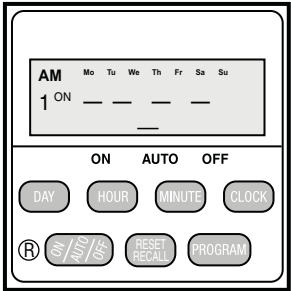 AM Mo Tu We Th Fr Sa Su
1 ON — — — —
—
ON AUTO OFF
DAY HOUR MINUTE CLOCK
® ON/AUTO/OFF RESET RECALL PROGRAM